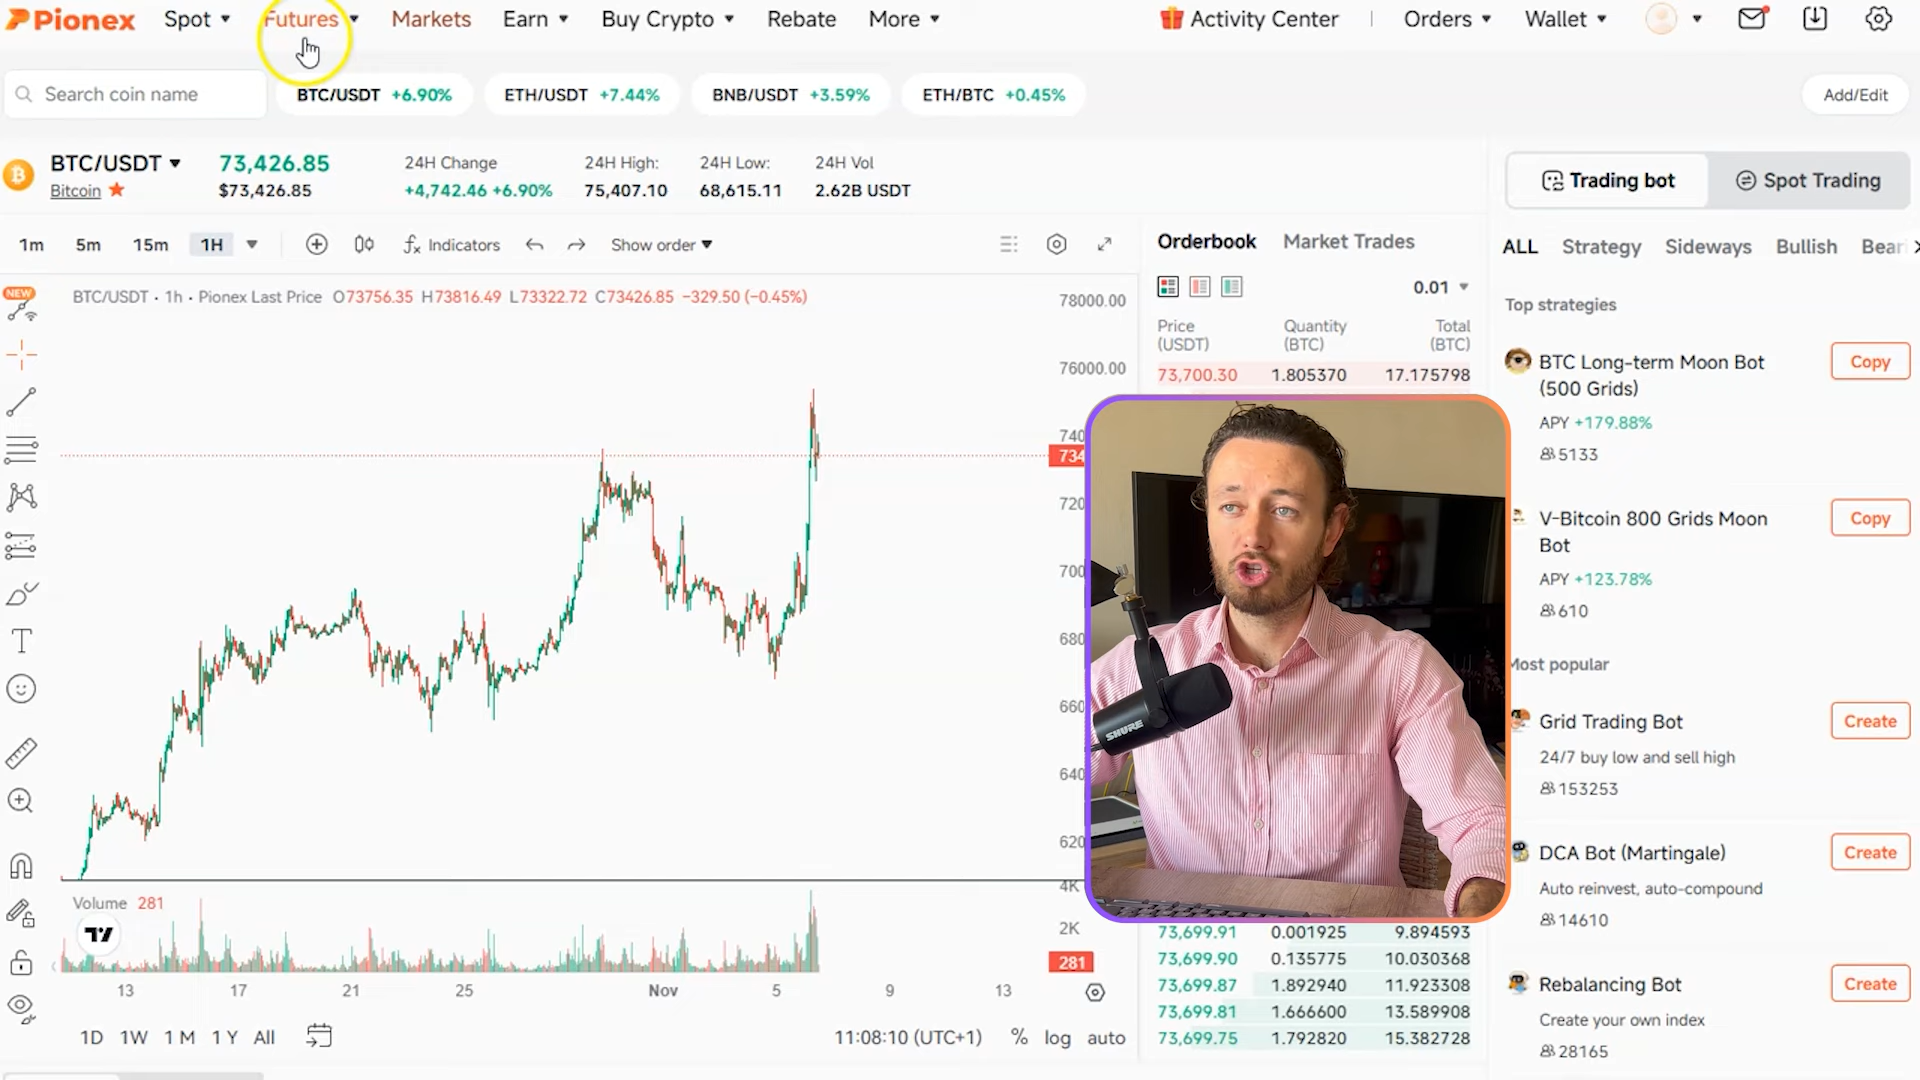 Pionex Spot Futures Markets Earn Buy Crypto Rebate More Activity Center Orders Wallet
Search coin name
BTC/USDT +6.90% ETH/USDT +7.44% BNB/USDT +3.59% ETH/BTC +0.45% Add/Edit
BTC/USDT 73,426.85 24H Change 24H High: 24H Low: 24H Vol
Bitcoin $73,426.85 +4,742.46 +6.90% 75,407.10 68,615.11 2.62B USDT
Trading bot Spot Trading
1m 5m 15m 1H Indicators Show order
Orderbook Market Trades
ALL Strategy Sideways Bullish Beari
NEW
BTC/USDT · 1h · Pionex Last Price O73756.35 H73816.49 L73322.72 C73426.85 −329.50 (−0.45%)
0.01
Price (USDT) Quantity (BTC) Total (BTC)
73,700.30 1.805370 17.175798
78000.00
76000.00
740
734
720
700
680
660
640
620
4K
2K
281
Volume 281
13 17 21 25 Nov 5 9 13
1D 1W 1M 1Y All 11:08:10 (UTC+1) % log auto
SHURE
73,699.91 0.001925 9.894593
73,699.90 0.135775 10.030368
73,699.87 1.892940 11.923308
73,699.81 1.666600 13.589908
73,699.75 1.792820 15.382728
Top strategies
BTC Long-term Moon Bot
(500 Grids)
Copy
APY +179.88%
5133
V-Bitcoin 800 Grids Moon
Bot
Copy
APY +123.78%
610
Most popular
Grid Trading Bot
Create
24/7 buy low and sell high
153253
DCA Bot (Martingale)
Create
Auto reinvest, auto-compound
14610
Rebalancing Bot
Create
Create your own index
28165